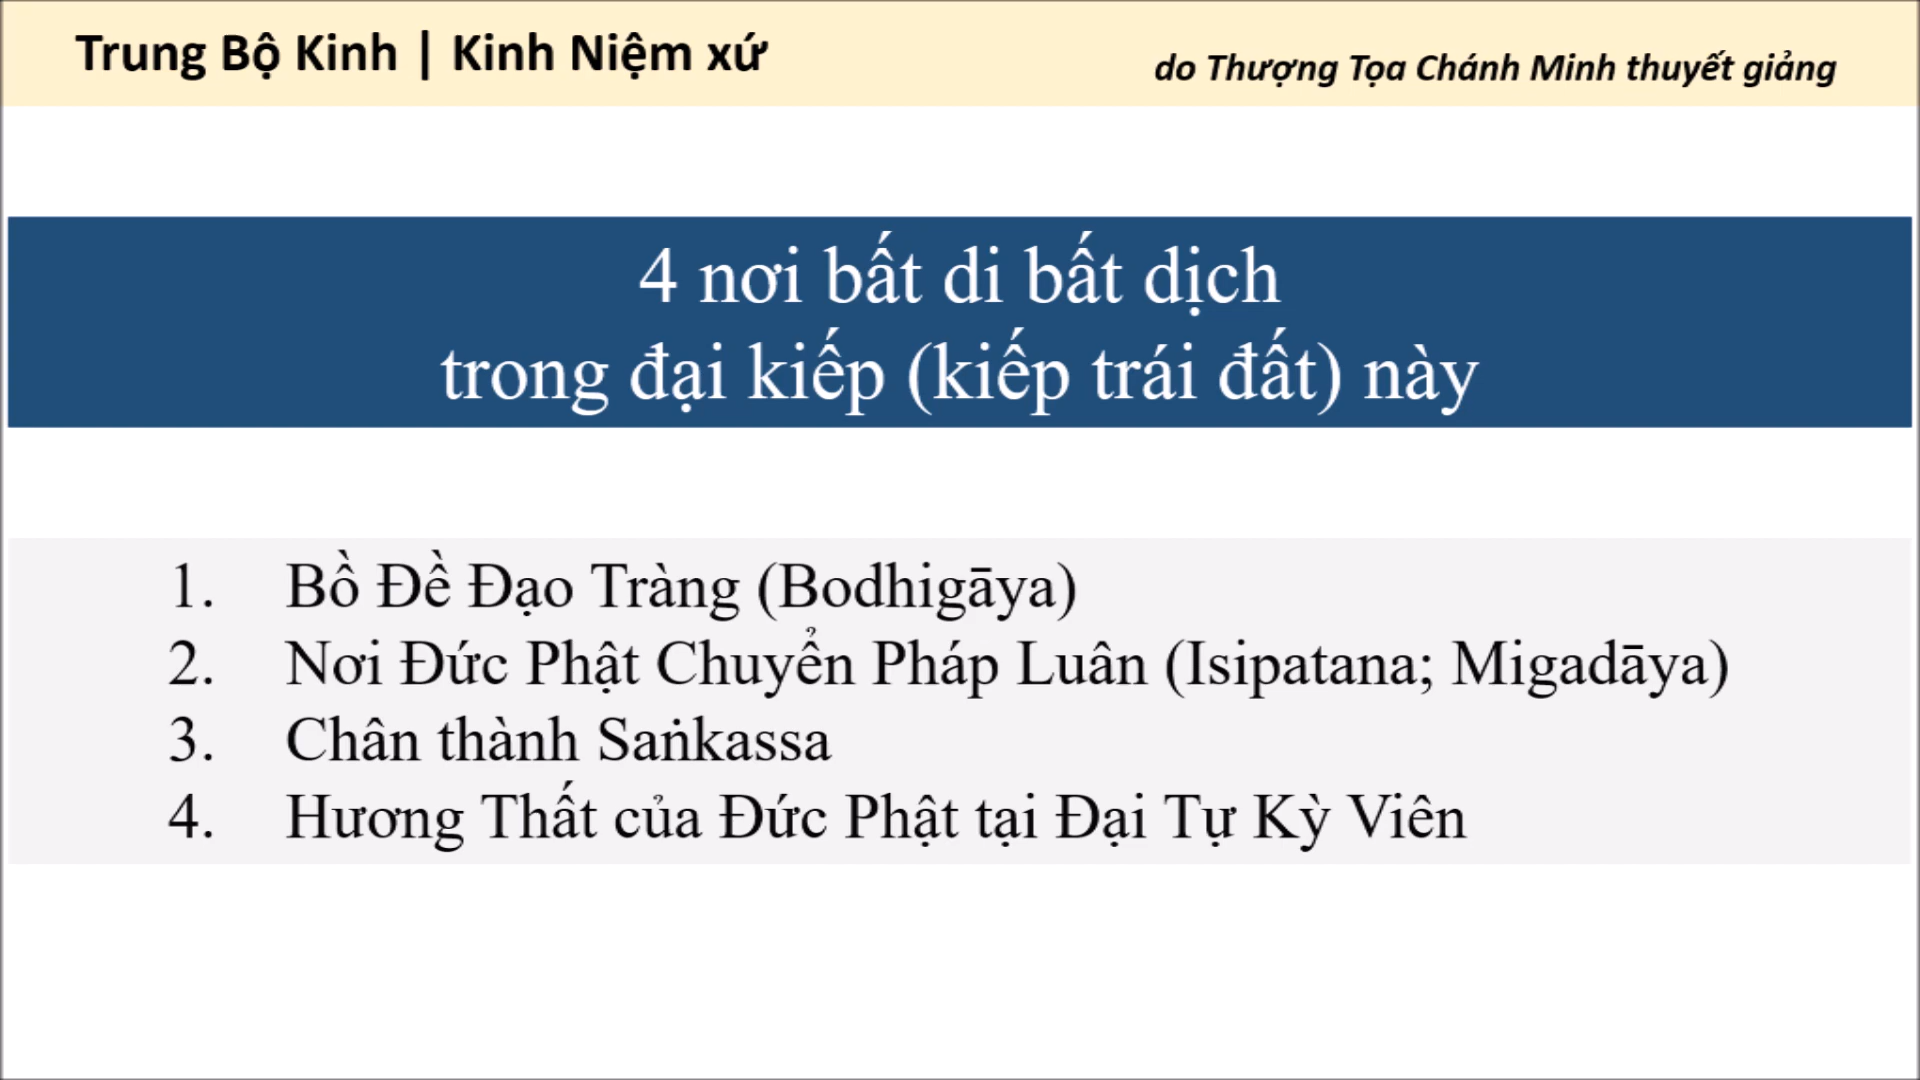 Trung Bộ Kinh | Kinh Niệm xứ
do Thượng Tọa Chánh Minh thuyết giảng
4 nơi bất di bất dịch
trong đại kiếp (kiếp trái đất) này
1. Bồ Đề Đạo Tràng (Bodhigāya)
2. Nơi Đức Phật Chuyển Pháp Luân (Isipatana; Migadāya)
3. Chân thành Saṅkassa
4. Hương Thất của Đức Phật tại Đại Tự Kỳ Viên